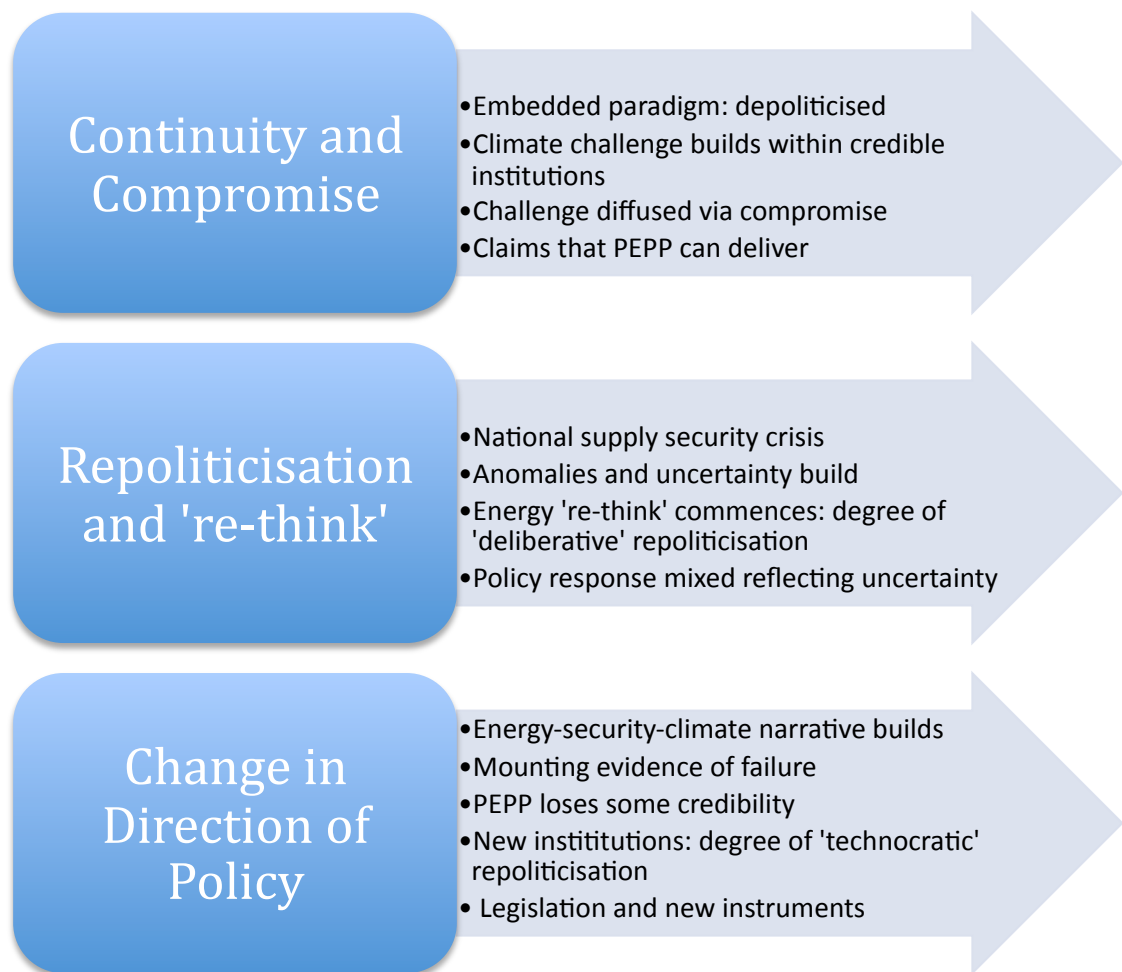 Continuity and
Compromise
•Embedded paradigm: depoliticised
•Climate challenge builds within credible
institutions
•Challenge diffused via compromise
•Claims that PEPP can deliver
Repoliticisation
and 're-think'
•National supply security crisis
•Anomalies and uncertainty build
•Energy 're-think' commences: degree of
'deliberative' repoliticisation
•Policy response mixed reflecting uncertainty
Change in
Direction of
Policy
•Energy-security-climate narrative builds
•Mounting evidence of failure
•PEPP loses some credibility
•New instititutions: degree of 'technocratic'
repoliticisation
• Legislation and new instruments